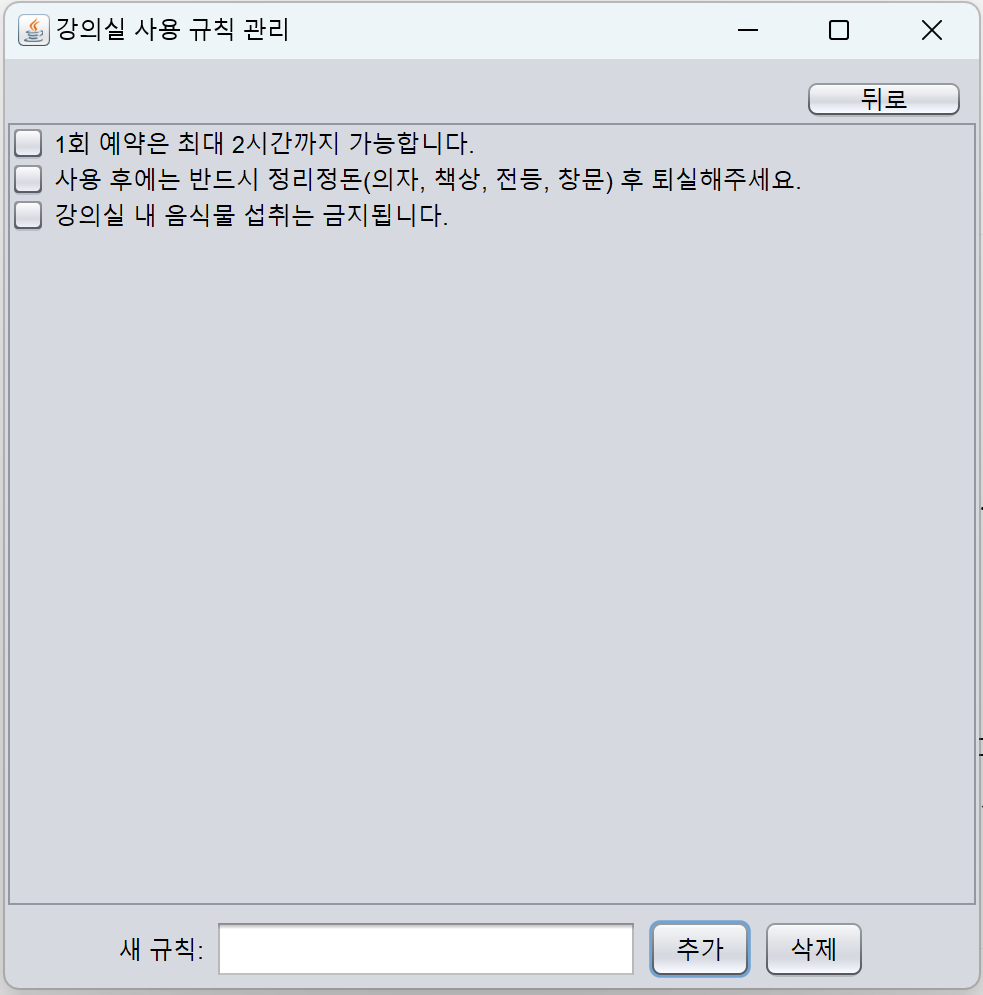 강의실 사용 규칙 관리
뒤로
1회 예약은 최대 2시간까지 가능합니다.
사용 후에는 반드시 정리정돈(의자, 책상, 전등, 창문) 후 퇴실해주세요.
강의실 내 음식물 섭취는 금지됩니다.
새 규칙: 추가 삭제